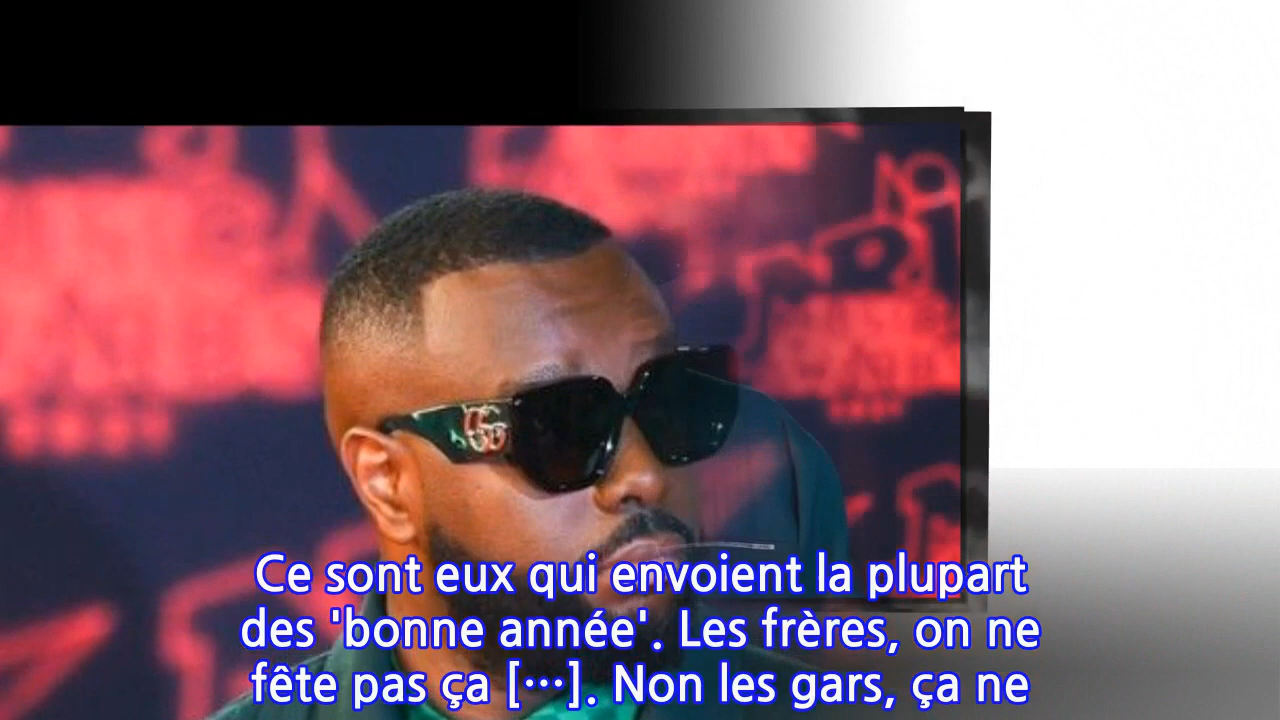 Ce sont eux qui envoient la plupart
des 'bonne année'. Les frères, on ne
fête pas ça [···]. Non les gars, ça ne